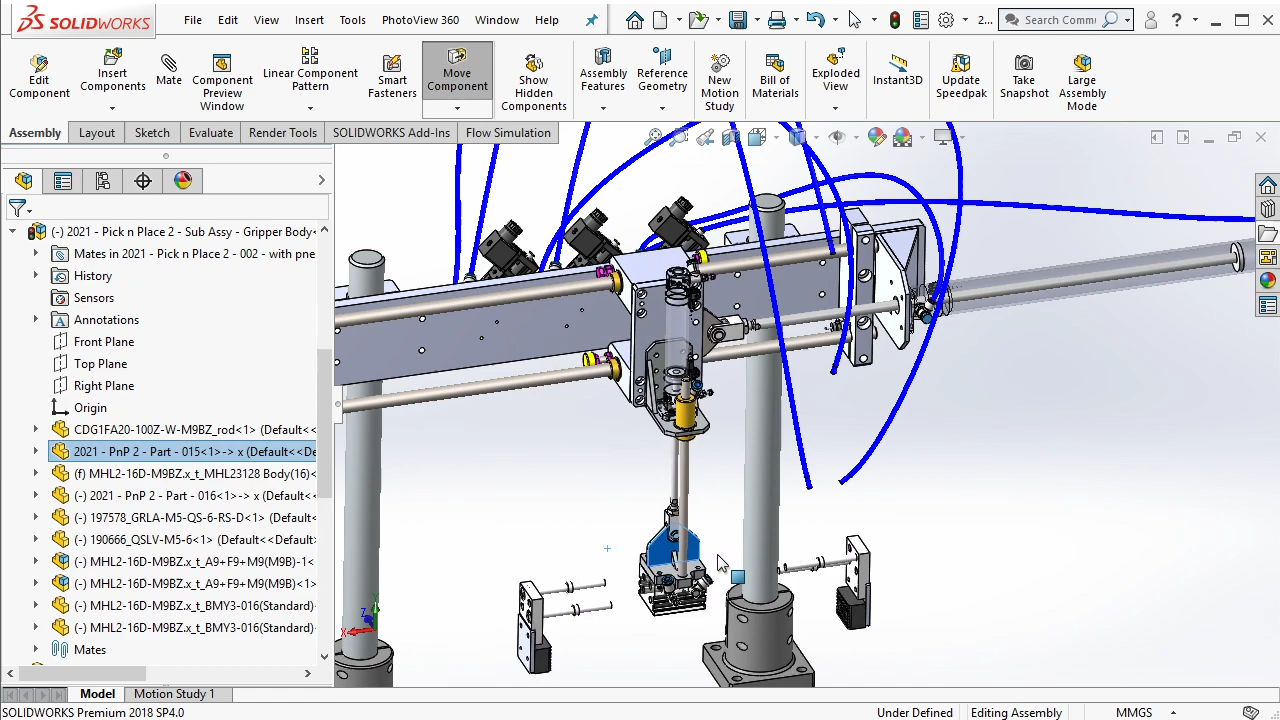 SOLIDWORKS
File Edit View Insert Tools PhotoView 360 Window Help
2...
Search Commu
?
Edit Component
Insert Components
Mate
Component Preview Window
Linear Component Pattern
Smart Fasteners
Move Component
Show Hidden Components
Assembly Features
Reference Geometry
New Motion Study
Bill of Materials
Exploded View
Instant3D
Update Speedpak
Take Snapshot
Large Assembly Mode
Assembly Layout Sketch Evaluate Render Tools SOLIDWORKS Add-Ins Flow Simulation
(-) 2021 - Pick n Place 2 - Sub Assy - Gripper Body<
Mates in 2021 - Pick n Place 2 - 002 - with pne
History
Sensors
Annotations
Front Plane
Top Plane
Right Plane
Origin
CDG1FA20-100Z-W-M9BZ_rod<1> (Default<<
2021 - PnP 2 - Part - 015<1>-> x (Default<<De
(f) MHL2-16D-M9BZ.x_t_MHL23128 Body(16)<
(-) 2021 - PnP 2 - Part - 016<1>-> x (Default<<
(-) 197578_GRLA-M5-QS-6-RS-D<1> (Default<
(-) 190666_QSLV-M5-6<1> (Default<<Default>
(-) MHL2-16D-M9BZ.x_t_A9+F9+M9(M9B)-1<
(-) MHL2-16D-M9BZ.x_t_A9+F9+M9(M9B)<1>
(-) MHL2-16D-M9BZ.x_t_BMY3-016(Standard)-
(-) MHL2-16D-M9BZ.x_t_BMY3-016(Standard)
Mates
Y
Z
X
Model Motion Study 1
SOLIDWORKS Premium 2018 SP4.0
Under Defined Editing Assembly MMGS